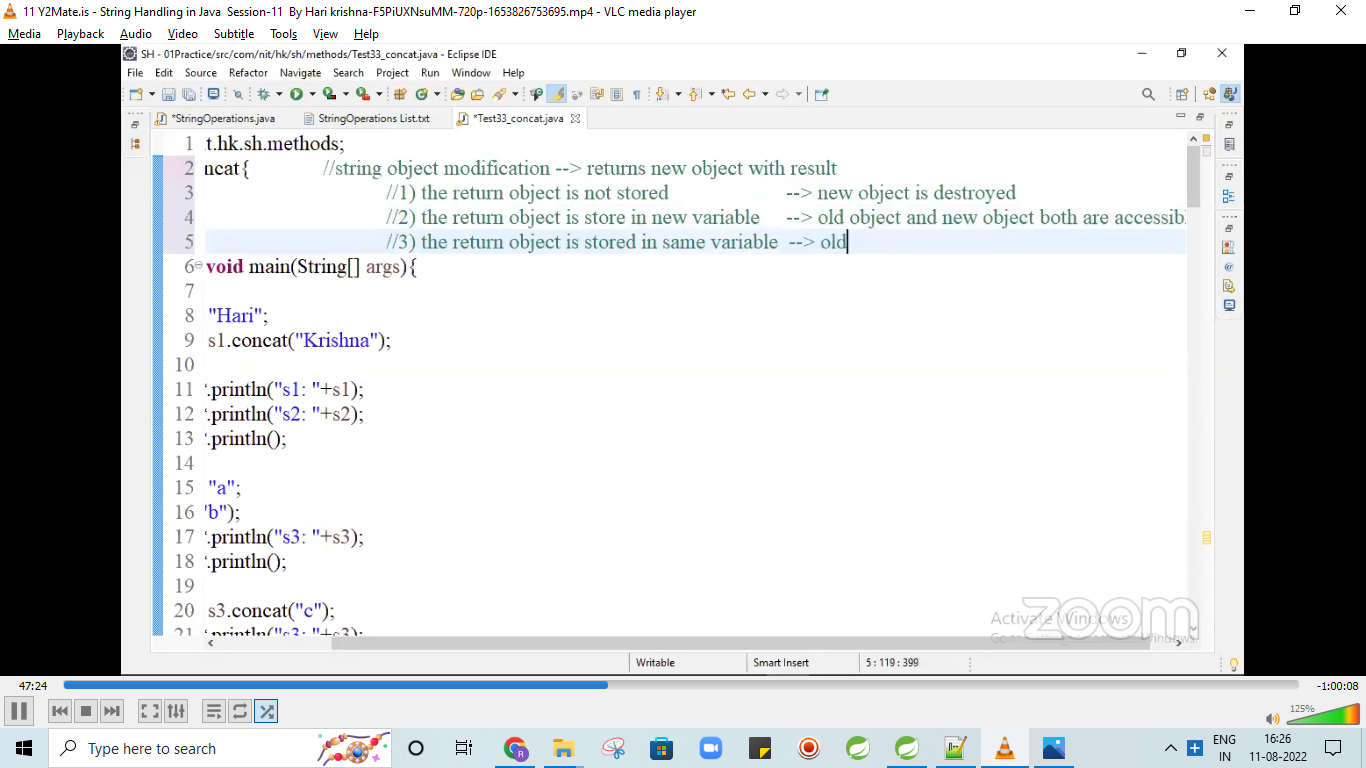 11 Y2Mate.is - String Handling in Java Session-11 By Hari krishna-F5PiUXNsuMM-720p-1653826753695.mp4 - VLC media player
Media Playback Audio Video Subtitle Tools View Help
SH - 01Practice/src/com/nit/hk/sh/methods/Test33_concat.java - Eclipse IDE
File Edit Source Refactor Navigate Search Project Run Window Help
*StringOperations.java StringOperations List.txt *Test33_concat.java
1 t.hk.sh.methods;
2 ncat{ //string object modification --> returns new object with result
3 //1) the return object is not stored --> new object is destroyed
4 //2) the return object is store in new variable --> old object and new object both are accessibl
5 //3) the return object is stored in same variable --> old
6 void main(String[] args){
7
8 "Hari";
9 s1.concat("Krishna");
10
11 .println("s1: "+s1);
12 .println("s2: "+s2);
13 .println();
14
15 "a";
16 "b");
17 .println("s3: "+s3);
18 .println();
19
20 s3.concat("c");
21 .println("s3: "+s3);
Activate Windows
zoom
Writable Smart Insert 5 : 119 : 399
47:24 -1:00:08
125%
Type here to search
ENG 16:26
IN 11-08-2022